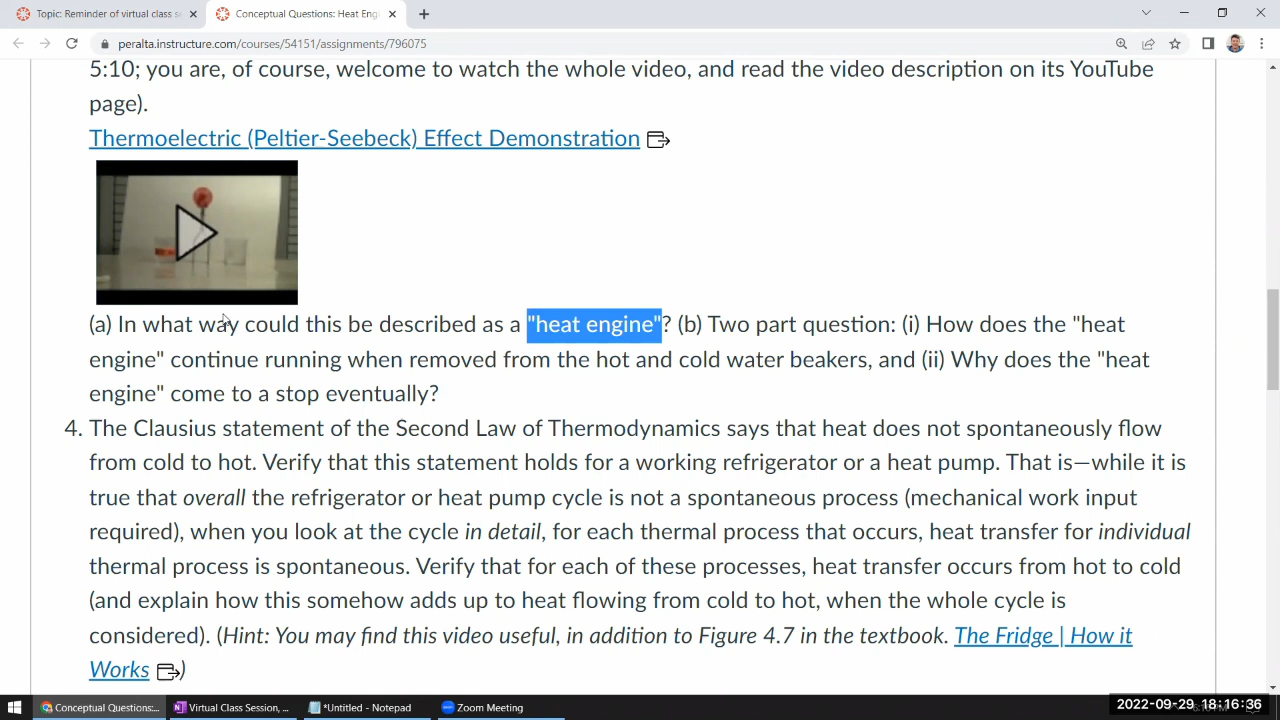 Topic: Reminder of virtual class s
Conceptual Questions: Heat Engi
peralta.instructure.com/courses/54151/assignments/796075
5:10; you are, of course, welcome to watch the whole video, and read the video description on its YouTube
page).
Thermoelectric (Peltier-Seebeck) Effect Demonstration
(a) In what way could this be described as a "heat engine"? (b) Two part question: (i) How does the "heat
engine" continue running when removed from the hot and cold water beakers, and (ii) Why does the "heat
engine" come to a stop eventually?
4. The Clausius statement of the Second Law of Thermodynamics says that heat does not spontaneously flow
from cold to hot. Verify that this statement holds for a working refrigerator or a heat pump. That is—while it is
true that overall the refrigerator or heat pump cycle is not a spontaneous process (mechanical work input
required), when you look at the cycle in detail, for each thermal process that occurs, heat transfer for individual
thermal process is spontaneous. Verify that for each of these processes, heat transfer occurs from hot to cold
(and explain how this somehow adds up to heat flowing from cold to hot, when the whole cycle is
considered). (Hint: You may find this video useful, in addition to Figure 4.7 in the textbook. The Fridge | How it
Works )
Conceptual Questions:...
Virtual Class Session, ...
*Untitled - Notepad
Zoom Meeting
2022-09-29 18:16:36